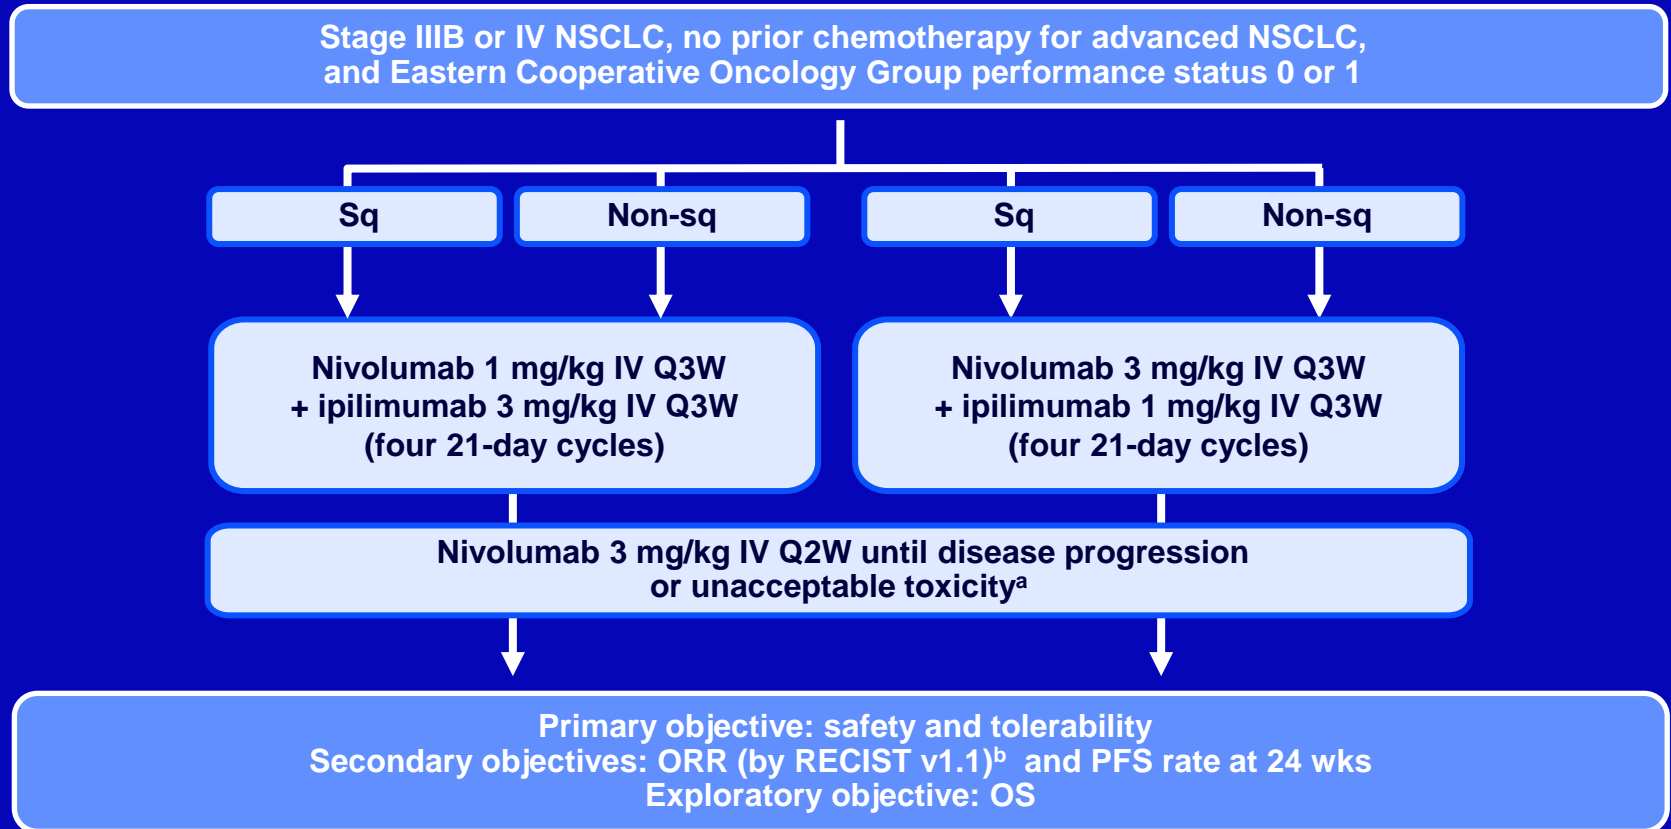 Stage IIIB or IV NSCLC, no prior chemotherapy for advanced NSCLC,
and Eastern Cooperative Oncology Group performance status 0 or 1
Sq
Non-sq
Sq
Non-sq
Nivolumab 1 mg/kg IV Q3W
+ ipilimumab 3 mg/kg IV Q3W
(four 21-day cycles)
Nivolumab 3 mg/kg IV Q3W
+ ipilimumab 1 mg/kg IV Q3W
(four 21-day cycles)
Nivolumab 3 mg/kg IV Q2W until disease progression
or unacceptable toxicityᵃ
Primary objective: safety and tolerability
Secondary objectives: ORR (by RECIST v1.1)ᵇ and PFS rate at 24 wks
Exploratory objective: OS